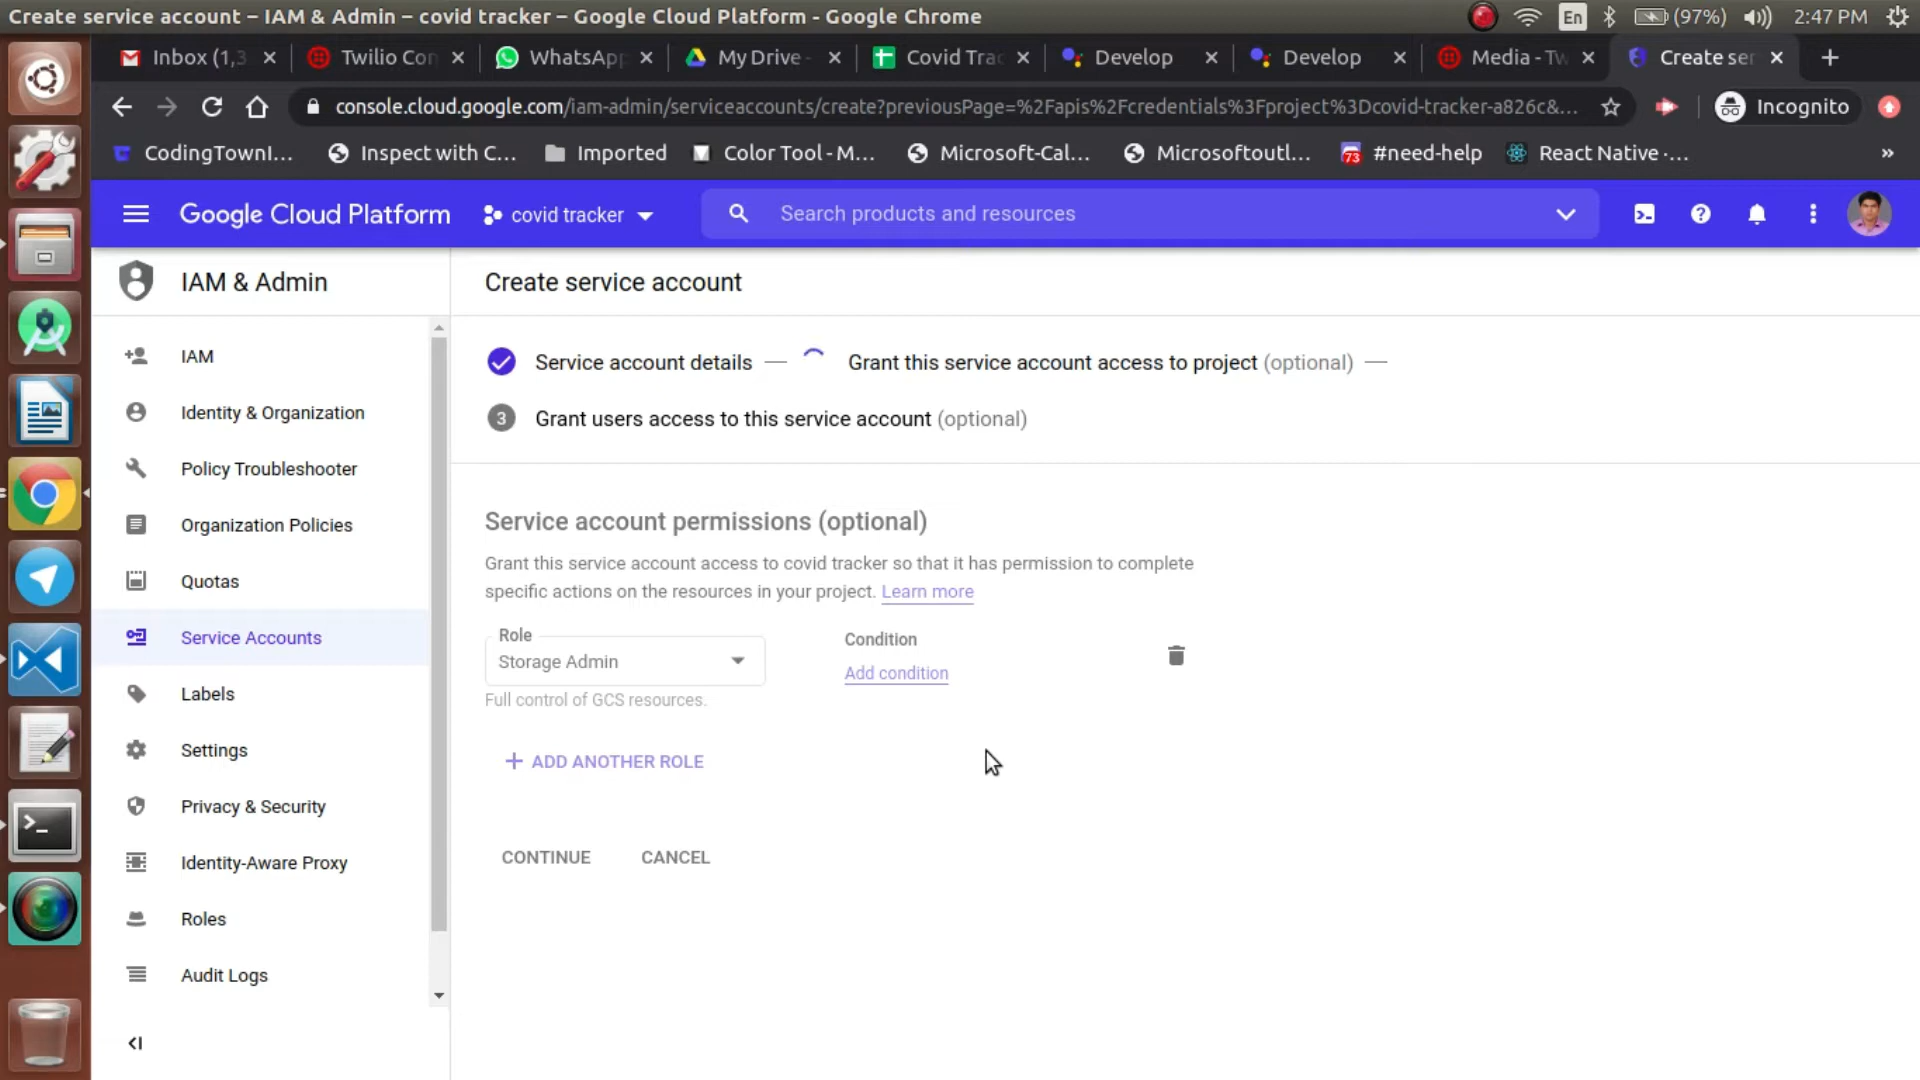 Create service account – IAM & Admin – covid tracker – Google Cloud Platform - Google Chrome
En
(97%)
2:47 PM
Inbox (1,3
Twilio Con
WhatsApp
My Drive -
Covid Trac
Develop
Develop
Media - Tw
Create ser
console.cloud.google.com/iam-admin/serviceaccounts/create?previousPage=%2Fapis%2Fcredentials%3Fproject%3Dcovid-tracker-a826c&...
Incognito
CodingTownI...
Inspect with C...
Imported
Color Tool - M...
Microsoft-Cal...
Microsoftoutl...
73
#need-help
React Native -...
»
Google Cloud Platform
covid tracker
Search products and resources
IAM & Admin
IAM
Identity & Organization
Policy Troubleshooter
Organization Policies
Quotas
Service Accounts
Labels
Settings
Privacy & Security
Identity-Aware Proxy
Roles
Audit Logs
Create service account
Service account details — Grant this service account access to project (optional) —
3 Grant users access to this service account (optional)
Service account permissions (optional)
Grant this service account access to covid tracker so that it has permission to complete
specific actions on the resources in your project. Learn more
Role
Storage Admin
Full control of GCS resources.
Condition
Add condition
+ ADD ANOTHER ROLE
CONTINUE
CANCEL